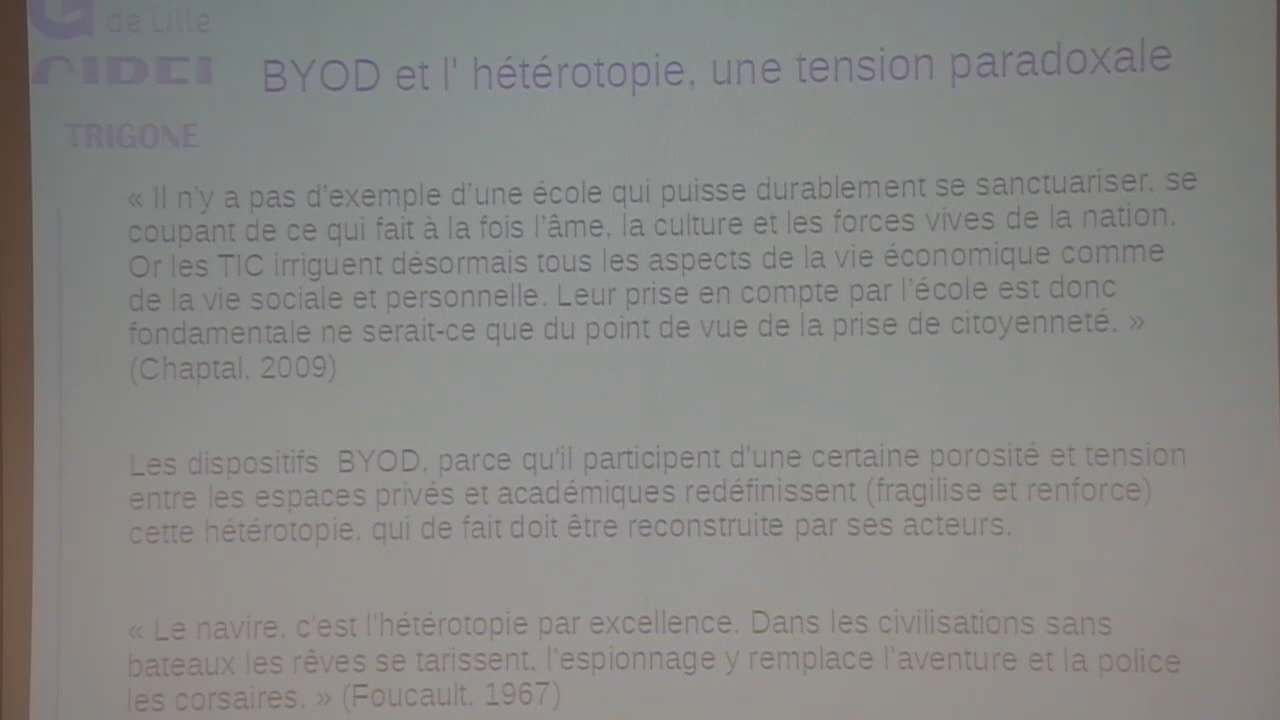 de Lille
CIREL
BYOD et l' hétérotopie, une tension paradoxale
TRIGONE
« Il n'y a pas d'exemple d'une école qui puisse durablement se sanctuariser, se
coupant de ce qui fait à la fois l'âme, la culture et les forces vives de la nation.
Or les TIC irriguent désormais tous les aspects de la vie économique comme
de la vie sociale et personnelle. Leur prise en compte par l'école est donc
fondamentale ne serait-ce que du point de vue de la prise de citoyenneté. »
(Chaptal, 2009)
Les dispositifs BYOD, parce qu'il participent d'une certaine porosité et tension
entre les espaces privés et académiques redéfinissent (fragilise et renforce)
cette hétérotopie, qui de fait doit être reconstruite par ses acteurs.
« Le navire, c'est l'hétérotopie par excellence. Dans les civilisations sans
bateaux les rêves se tarissent, l'espionnage y remplace l'aventure et la police
les corsaires. » (Foucault, 1967)